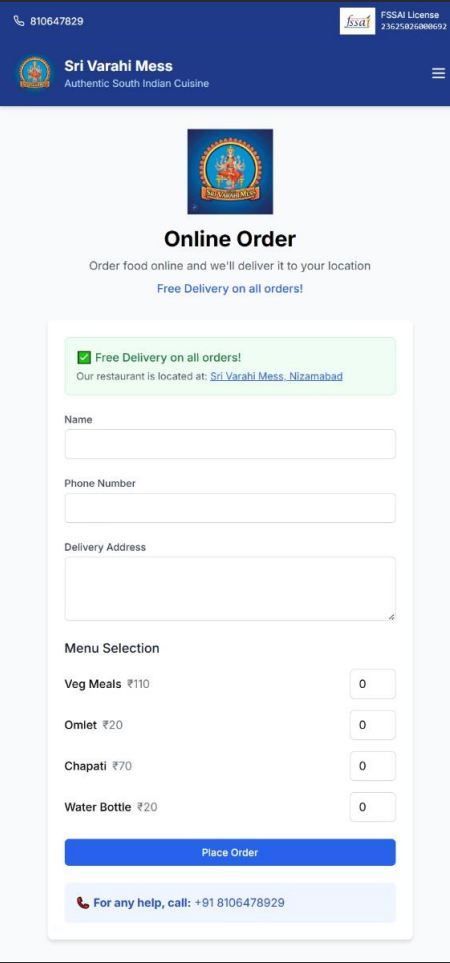 810647829
fssai
FSSAI License
23625026000692
Sri Varahi Mess
Authentic South Indian Cuisine
SRI VARAHI MESS
Online Order
Order food online and we'll deliver it to your location
Free Delivery on all orders!
✅ Free Delivery on all orders!
Our restaurant is located at: Sri Varahi Mess, Nizamabad
Name
Phone Number
Delivery Address
Menu Selection
Veg Meals ₹110 0
Omlet ₹20 0
Chapati ₹70 0
Water Bottle ₹20 0
Place Order
📞 For any help, call: +91 8106478929